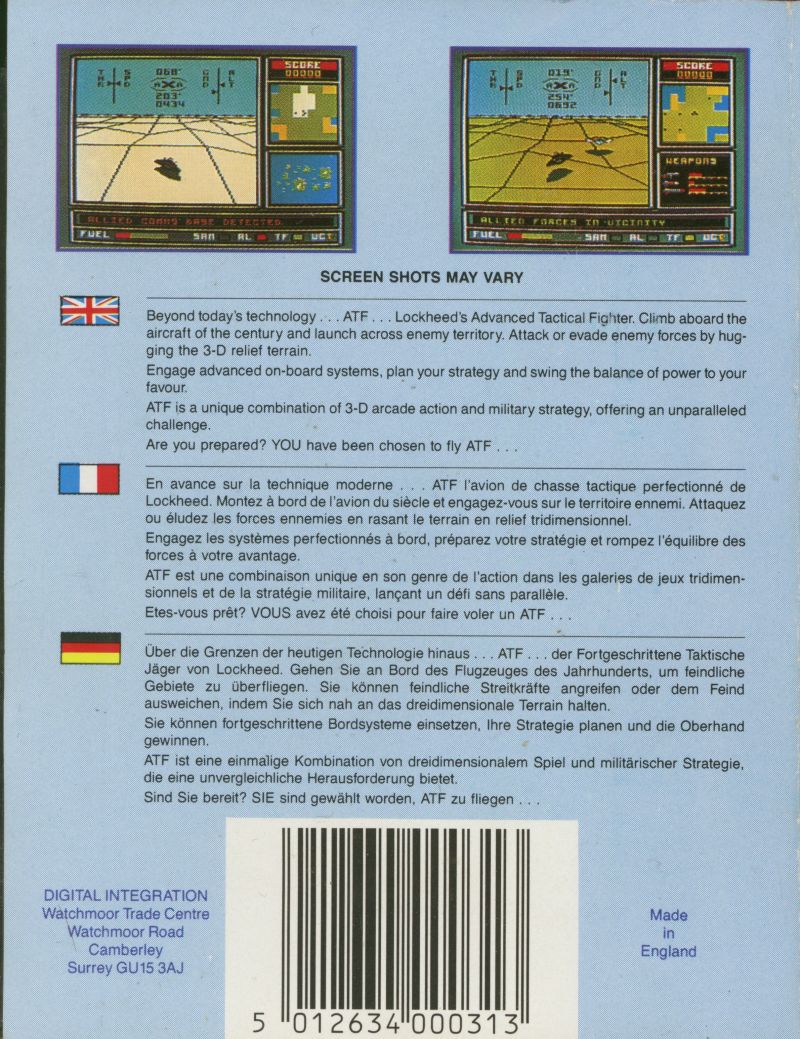 THR SPD 068° GND ALT
203°
0434
SCORE
00000
ALLIED COMMS BASE DETECTED
FUEL SAM AL TF UCT
THR SPD 019° GND ALT
254°
0692
SCORE
00000
WEAPONS
ALLIED FORCES IN VICINITY
FUEL SAM AL TF UCT
SCREEN SHOTS MAY VARY
Beyond today's technology . . . ATF . . . Lockheed's Advanced Tactical Fighter. Climb aboard the
aircraft of the century and launch across enemy territory. Attack or evade enemy forces by hug-
ging the 3-D relief terrain.
Engage advanced on-board systems, plan your strategy and swing the balance of power to your
favour.
ATF is a unique combination of 3-D arcade action and military strategy, offering an unparalleled
challenge.
Are you prepared? YOU have been chosen to fly ATF . . .
En avance sur la technique moderne . . . ATF l'avion de chasse tactique perfectionné de
Lockheed. Montez à bord de l'avion du siècle et engagez-vous sur le territoire ennemi. Attaquez
ou éludez les forces ennemies en rasant le terrain en relief tridimensionnel.
Engagez les systèmes perfectionnés à bord, préparez votre stratégie et rompez l'équilibre des
forces à votre avantage.
ATF est une combinaison unique en son genre de l'action dans les galeries de jeux tridimen-
sionnels et de la stratégie militaire, lançant un défi sans parallèle.
Etes-vous prêt? VOUS avez été choisi pour faire voler un ATF . . .
Über die Grenzen der heutigen Technologie hinaus . . . ATF . . . der Fortgeschrittene Taktische
Jäger von Lockheed. Gehen Sie an Bord des Flugzeuges des Jahrhunderts, um feindliche
Gebiete zu überfliegen. Sie können feindliche Streitkräfte angreifen oder dem Feind
ausweichen, indem Sie sich nah an das dreidimensionale Terrain halten.
Sie können fortgeschrittene Bordsysteme einsetzen, Ihre Strategie planen und die Oberhand
gewinnen.
ATF ist eine einmalige Kombination von dreidimensionalem Spiel und militärischer Strategie,
die eine unvergleichliche Herausforderung bietet.
Sind Sie bereit? SIE sind gewählt worden, ATF zu fliegen . . .
DIGITAL INTEGRATION
Watchmoor Trade Centre
Watchmoor Road
Camberley
Surrey GU15 3AJ
5 012634 000313
Made
in
England